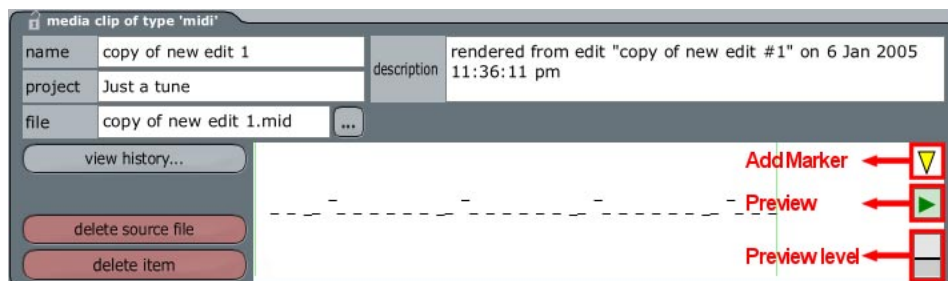 media clip of type 'midi'
name
copy of new edit 1
description
rendered from edit "copy of new edit #1" on 6 Jan 2005
11:36:11 pm
project
Just a tune
file
copy of new edit 1.mid
...
view history...
Add Marker
Preview
delete source file
Preview level
delete item